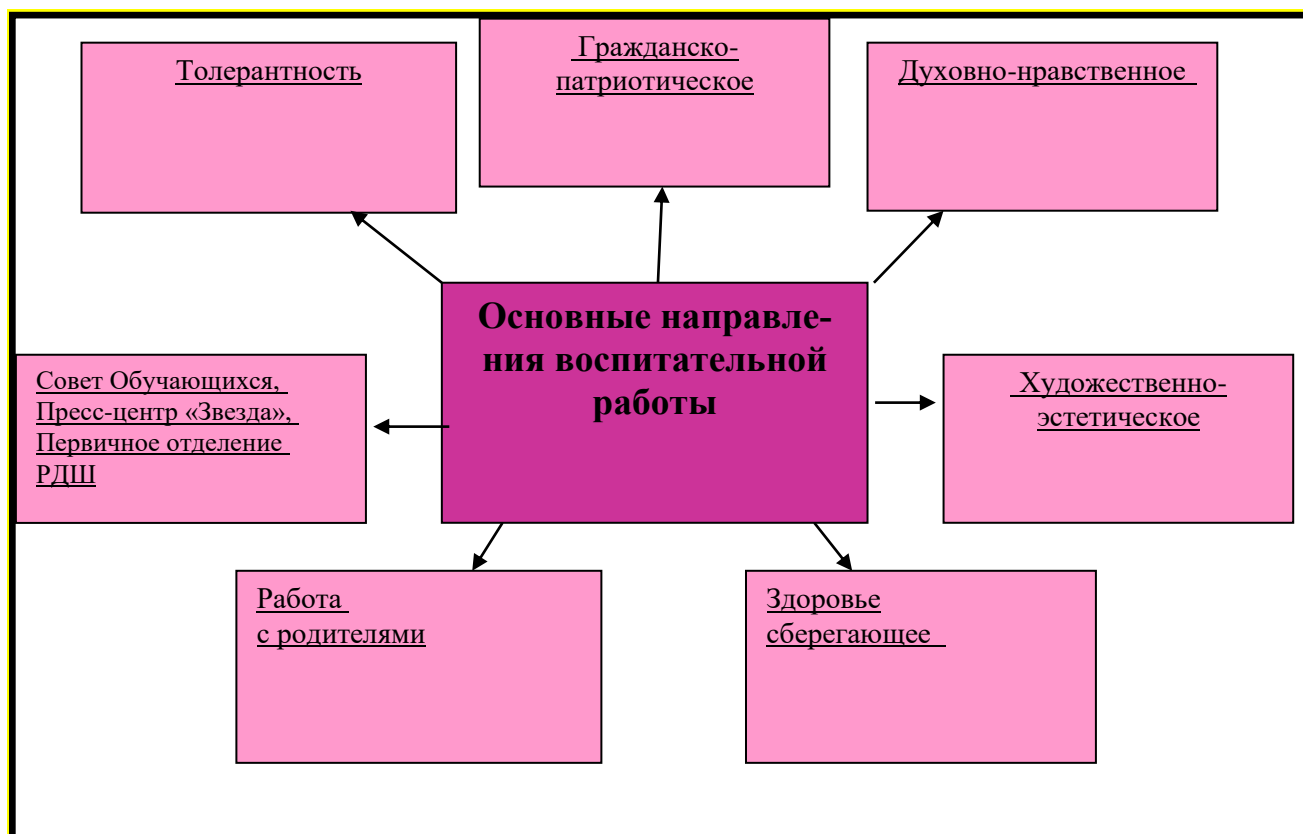 Толерантность
Гражданско-
патриотическое
Духовно-нравственное
Основные направле-
ния воспитательной
работы
Совет Обучающихся,
Пресс-центр «Звезда»,
Первичное отделение
РДШ
Художественно-
эстетическое
Работа
с родителями
Здоровье
сберегающее